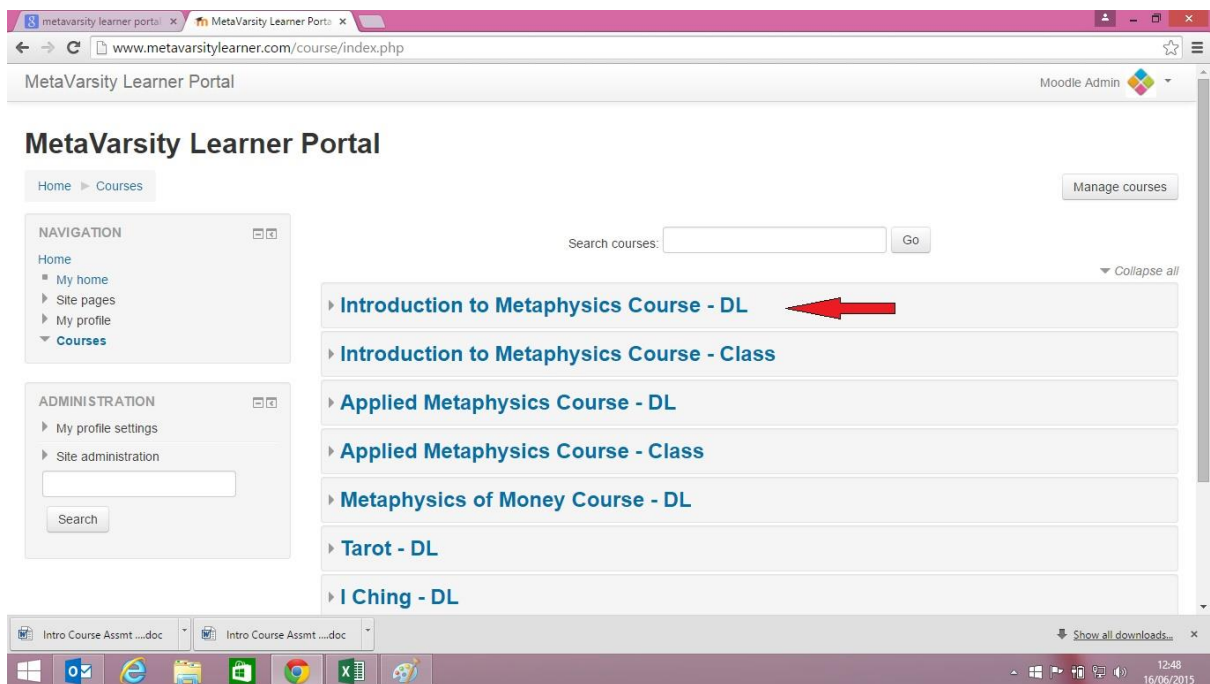 metavarsity learner portal
MetaVarsity Learner Porta
www.metavarsitylearner.com/course/index.php
MetaVarsity Learner Portal
Moodle Admin
MetaVarsity Learner Portal
Home Courses
Manage courses
NAVIGATION
Home
My home
Site pages
My profile
Courses
ADMINISTRATION
My profile settings
Site administration
Search
Search courses:
Go
Collapse all
Introduction to Metaphysics Course - DL
Introduction to Metaphysics Course - Class
Applied Metaphysics Course - DL
Applied Metaphysics Course - Class
Metaphysics of Money Course - DL
Tarot - DL
I Ching - DL
Intro Course Assmt ....doc
Intro Course Assmt ....doc
Show all downloads...
12:48
16/06/2015